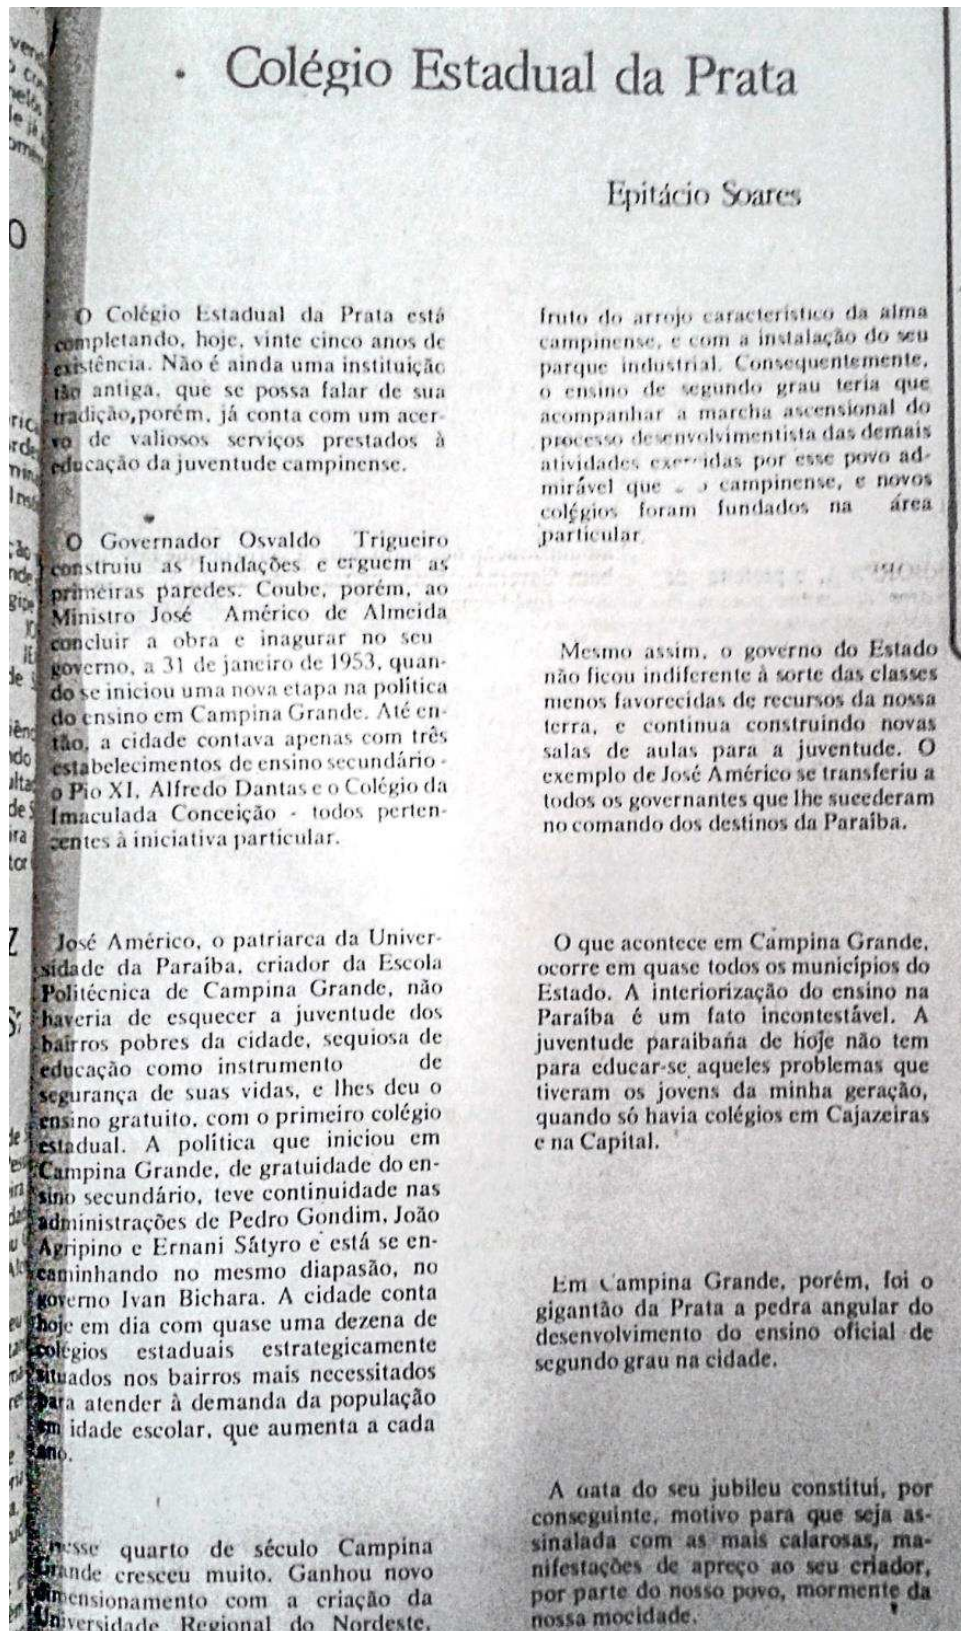 Colégio Estadual da Prata
Epitácio Soares
O Colégio Estadual da Prata está
completando, hoje, vinte cinco anos de
existência. Não é ainda uma instituição
tão antiga, que se possa falar de sua
tradição, porém, já conta com um acer-
vo de valiosos serviços prestados à
educação da juventude campinense.
O Governador Osvaldo Trigueiro
construiu as fundações e erguem as
primeiras paredes. Coube, porém, ao
Ministro José Américo de Almeida
concluir a obra e inagurar no seu
governo, a 31 de janeiro de 1953, quan-
do se iniciou uma nova etapa na política
do ensino em Campina Grande. Até en-
tão, a cidade contava apenas com três
estabelecimentos de ensino secundário -
o Pio XI, Alfredo Dantas e o Colégio da
Imaculada Conceição - todos perten-
centes à iniciativa particular.
José Américo, o patriarca da Univer-
sidade da Paraíba, criador da Escola
Politécnica de Campina Grande, não
haveria de esquecer a juventude dos
bairros pobres da cidade, sequiosa de
educação como instrumento de
segurança de suas vidas, e lhes deu o
ensino gratuito, com o primeiro colégio
estadual. A política que iniciou em
Campina Grande, de gratuidade do en-
sino secundário, teve continuidade nas
administrações de Pedro Gondim, João
Agripino e Ernani Sátyro e está se en-
caminhando no mesmo diapasão, no
governo Ivan Bichara. A cidade conta
hoje em dia com quase uma dezena de
colégios estaduais estrategicamente
situados nos bairros mais necessitados
para atender à demanda da população
em idade escolar, que aumenta a cada
ano.
Nesse quarto de século Campina
Grande cresceu muito. Ganhou novo
dimensionamento com a criação da
Universidade Regional do Nordeste,
fruto do arrojo característico da alma
campinense, e com a instalação do seu
parque industrial. Consequentemente,
o ensino de segundo grau teria que
acompanhar a marcha ascensional do
processo desenvolvimentista das demais
atividades exercidas por esse povo ad-
mirável que campinense, e novos
colégios foram fundados na área
particular.
Mesmo assim, o governo do Estado
não ficou indiferente à sorte das classes
menos favorecidas de recursos da nossa
terra, e continua construindo novas
salas de aulas para a juventude. O
exemplo de José Américo se transferiu a
todos os governantes que lhe sucederam
no comando dos destinos da Paraíba.
O que acontece em Campina Grande,
ocorre em quase todos os municípios do
Estado. A interiorização do ensino na
Paraíba é um fato incontestável. A
juventude paraibana de hoje não tem
para educar-se aqueles problemas que
tiveram os jovens da minha geração,
quando só havia colégios em Cajazeiras
e na Capital.
Em Campina Grande, porém, foi o
gigantão da Prata a pedra angular do
desenvolvimento do ensino oficial de
segundo grau na cidade.
A data do seu jubileu constitui, por
conseguinte, motivo para que seja as-
sinalada com as mais calarosas, ma-
nifestações de apreço ao seu criador,
por parte do nosso povo, mormente da
nossa mocidade.